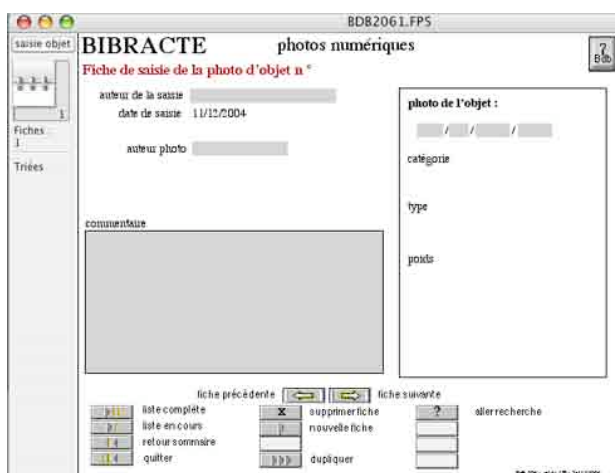 BDB2061.FPS
saisie objet
BIBRACTE photos numériques
?
Bdb
Fiche de saisie de la photo d'objet n°
1
Fiches
1
Triées
auteur de la saisie
date de saisie 11/12/2004
auteur photo
photo de l'objet :
/ / /
catégorie
type
poids
commentaire
fiche précédente fiche suivante
liste complète X supprimer fiche ? aller recherche
liste en cours nouvelle fiche
retour sommaire
quitter dupliquer